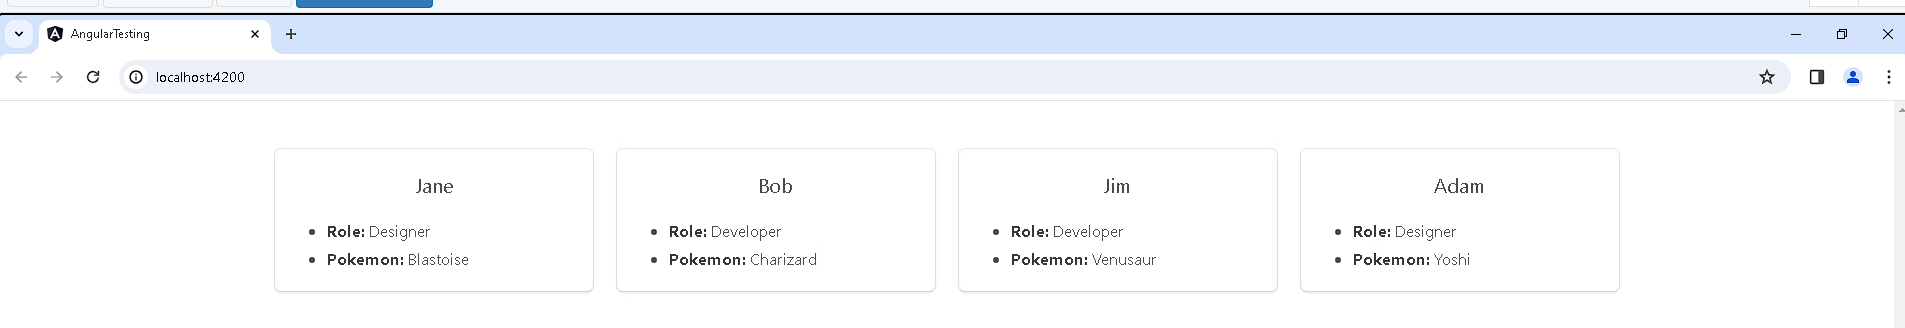 AngularTesting
localhost:4200
Jane
Role: Designer
Pokemon: Blastoise
Bob
Role: Developer
Pokemon: Charizard
Jim
Role: Developer
Pokemon: Venusaur
Adam
Role: Designer
Pokemon: Yoshi